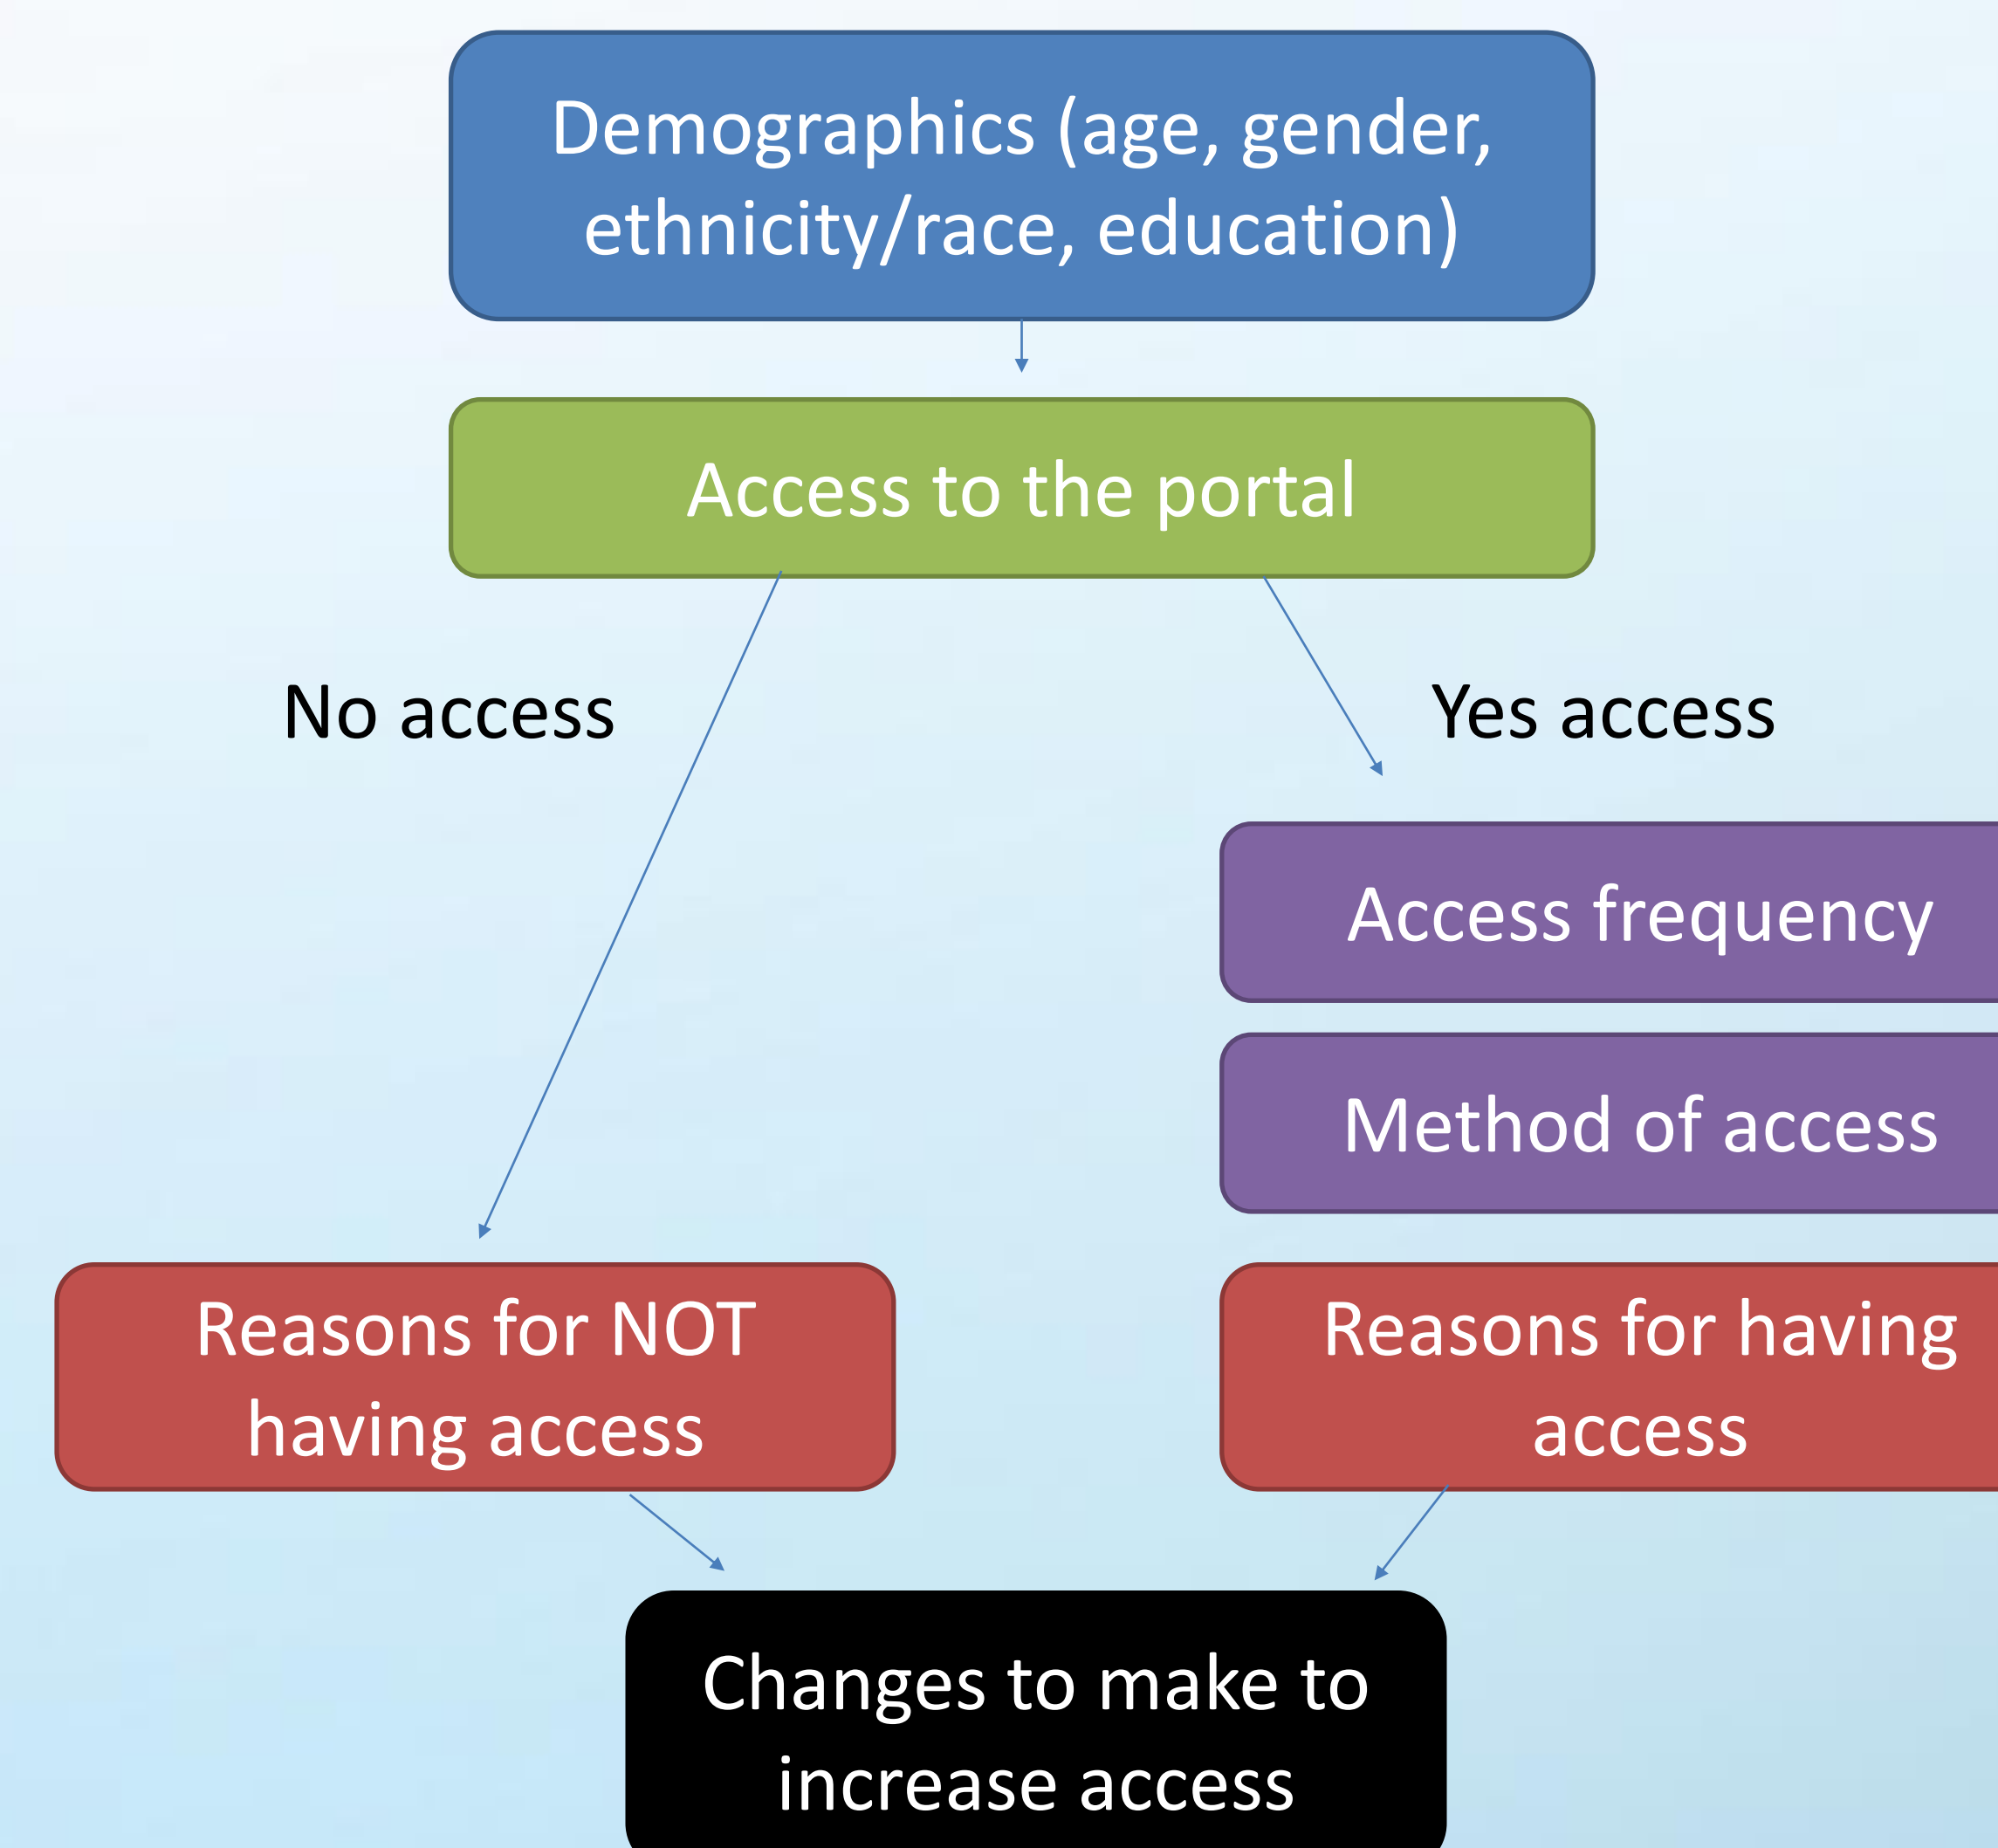 Demographics (age, gender,
ethnicity/race, education)
Access to the portal
No access
Yes access
Access frequency
Method of access
Reasons for NOT
having access
Reasons for having
access
Changes to make to
increase access